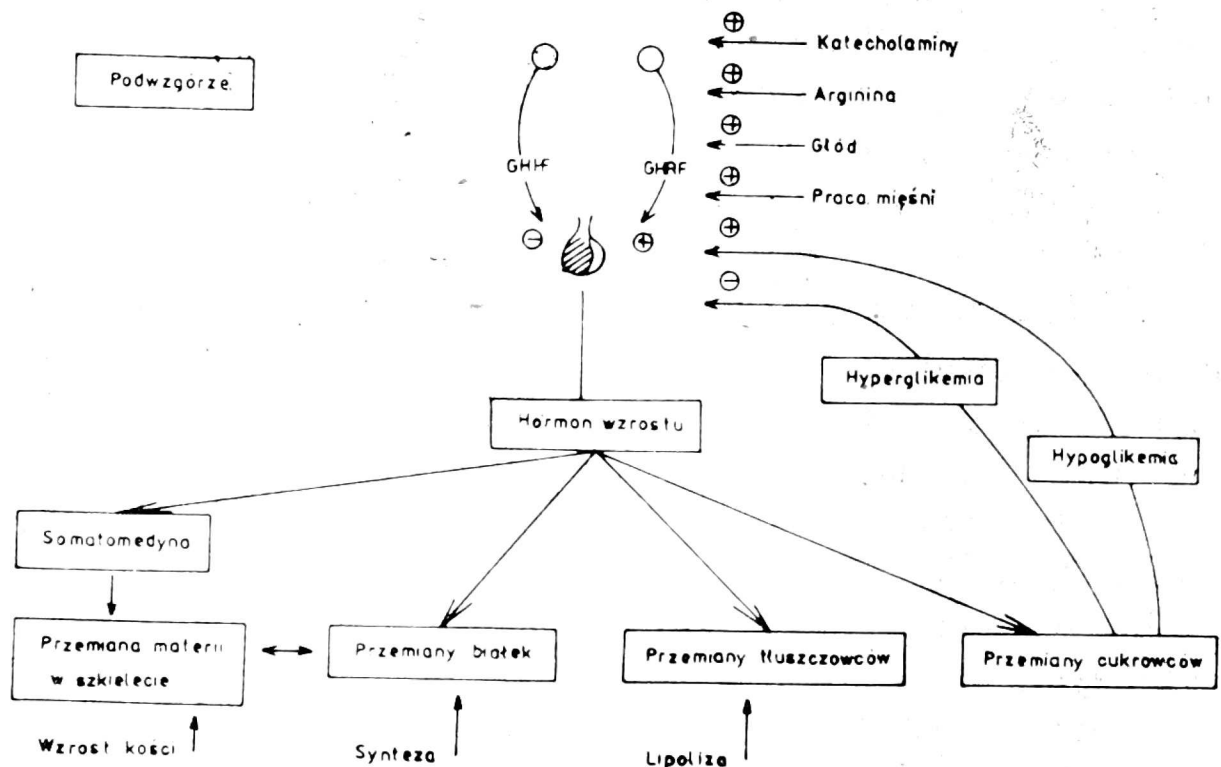 Podwzgórze
⊕
Katecholaminy
⊕
Arginina
⊕
Głód
⊕
Praca mięśni
⊕
⊖
GHIF
GHRF
⊖
⊕
Hyperglikemia
Hormon wzrostu
Hypoglikemia
Somatomedyna
Przemiana materii
w szkielecie
Przemiany białek
Przemiany tłuszczowców
Przemiany cukrowców
Wzrost kości
Synteza
Lipoliza